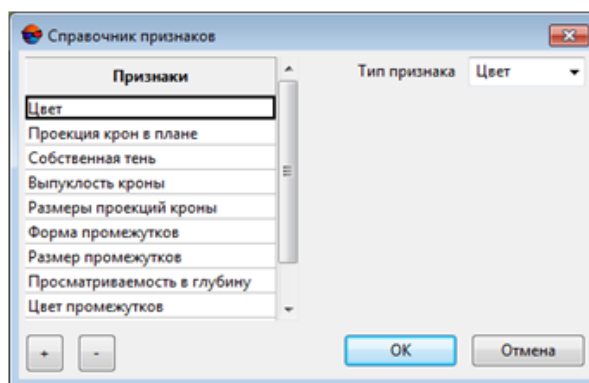 Справочник признаков
Признаки
Тип признака Цвет
Цвет
Проекция крон в плане
Собственная тень
Выпуклость кроны
Размеры проекций кроны
Форма промежутков
Размер промежутков
Просматриваемость в глубину
Цвет промежутков
+ -
OK Отмена